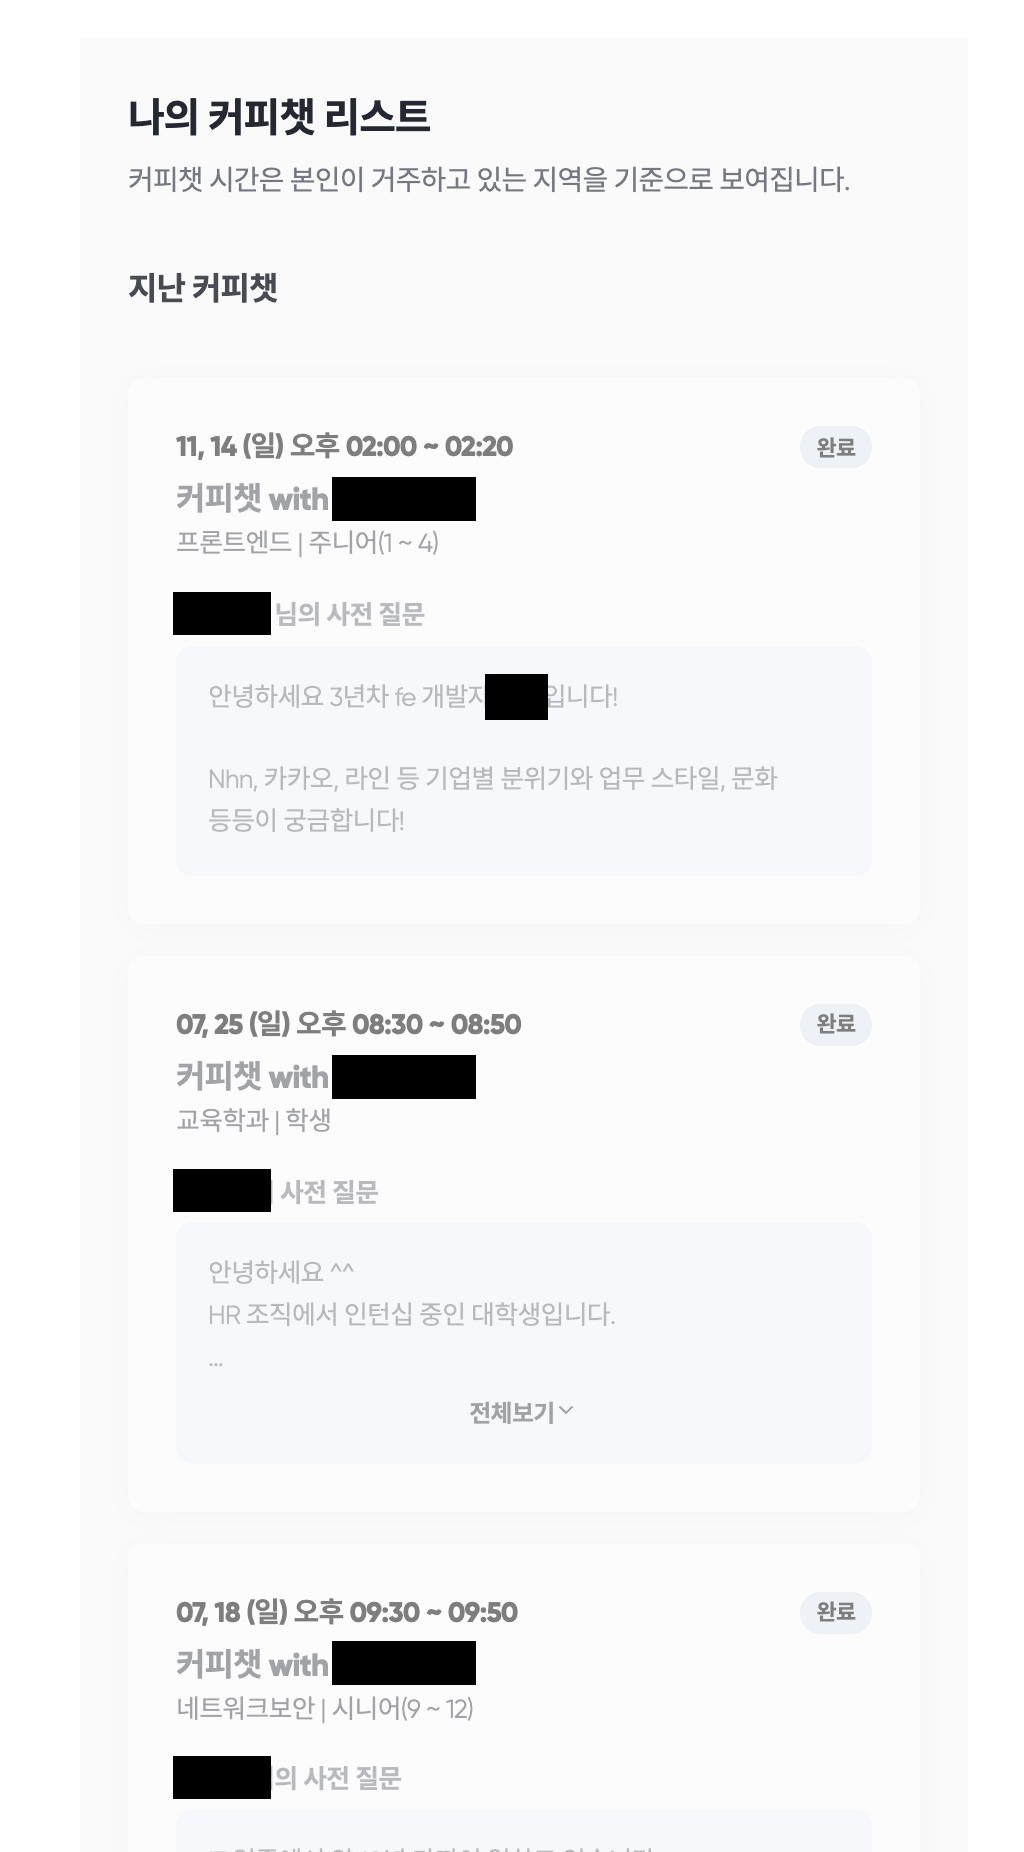 나의 커피챗 리스트
커피챗 시간은 본인이 거주하고 있는 지역을 기준으로 보여집니다.
지난 커피챗
11, 14 (일) 오후 02:00 ~ 02:20
완료
커피챗 with
프론트엔드 | 주니어(1 ~ 4)
님의 사전 질문
안녕하세요 3년차 fe 개발자 입니다!
Nhn, 카카오, 라인 등 기업별 분위기와 업무 스타일, 문화
등등이 궁금합니다!
07, 25 (일) 오후 08:30 ~ 08:50
완료
커피챗 with
교육학과 | 학생
사전 질문
안녕하세요 ^^
HR 조직에서 인턴십 중인 대학생입니다.
...
전체보기
07, 18 (일) 오후 09:30 ~ 09:50
완료
커피챗 with
네트워크보안 | 시니어(9 ~ 12)
의 사전 질문